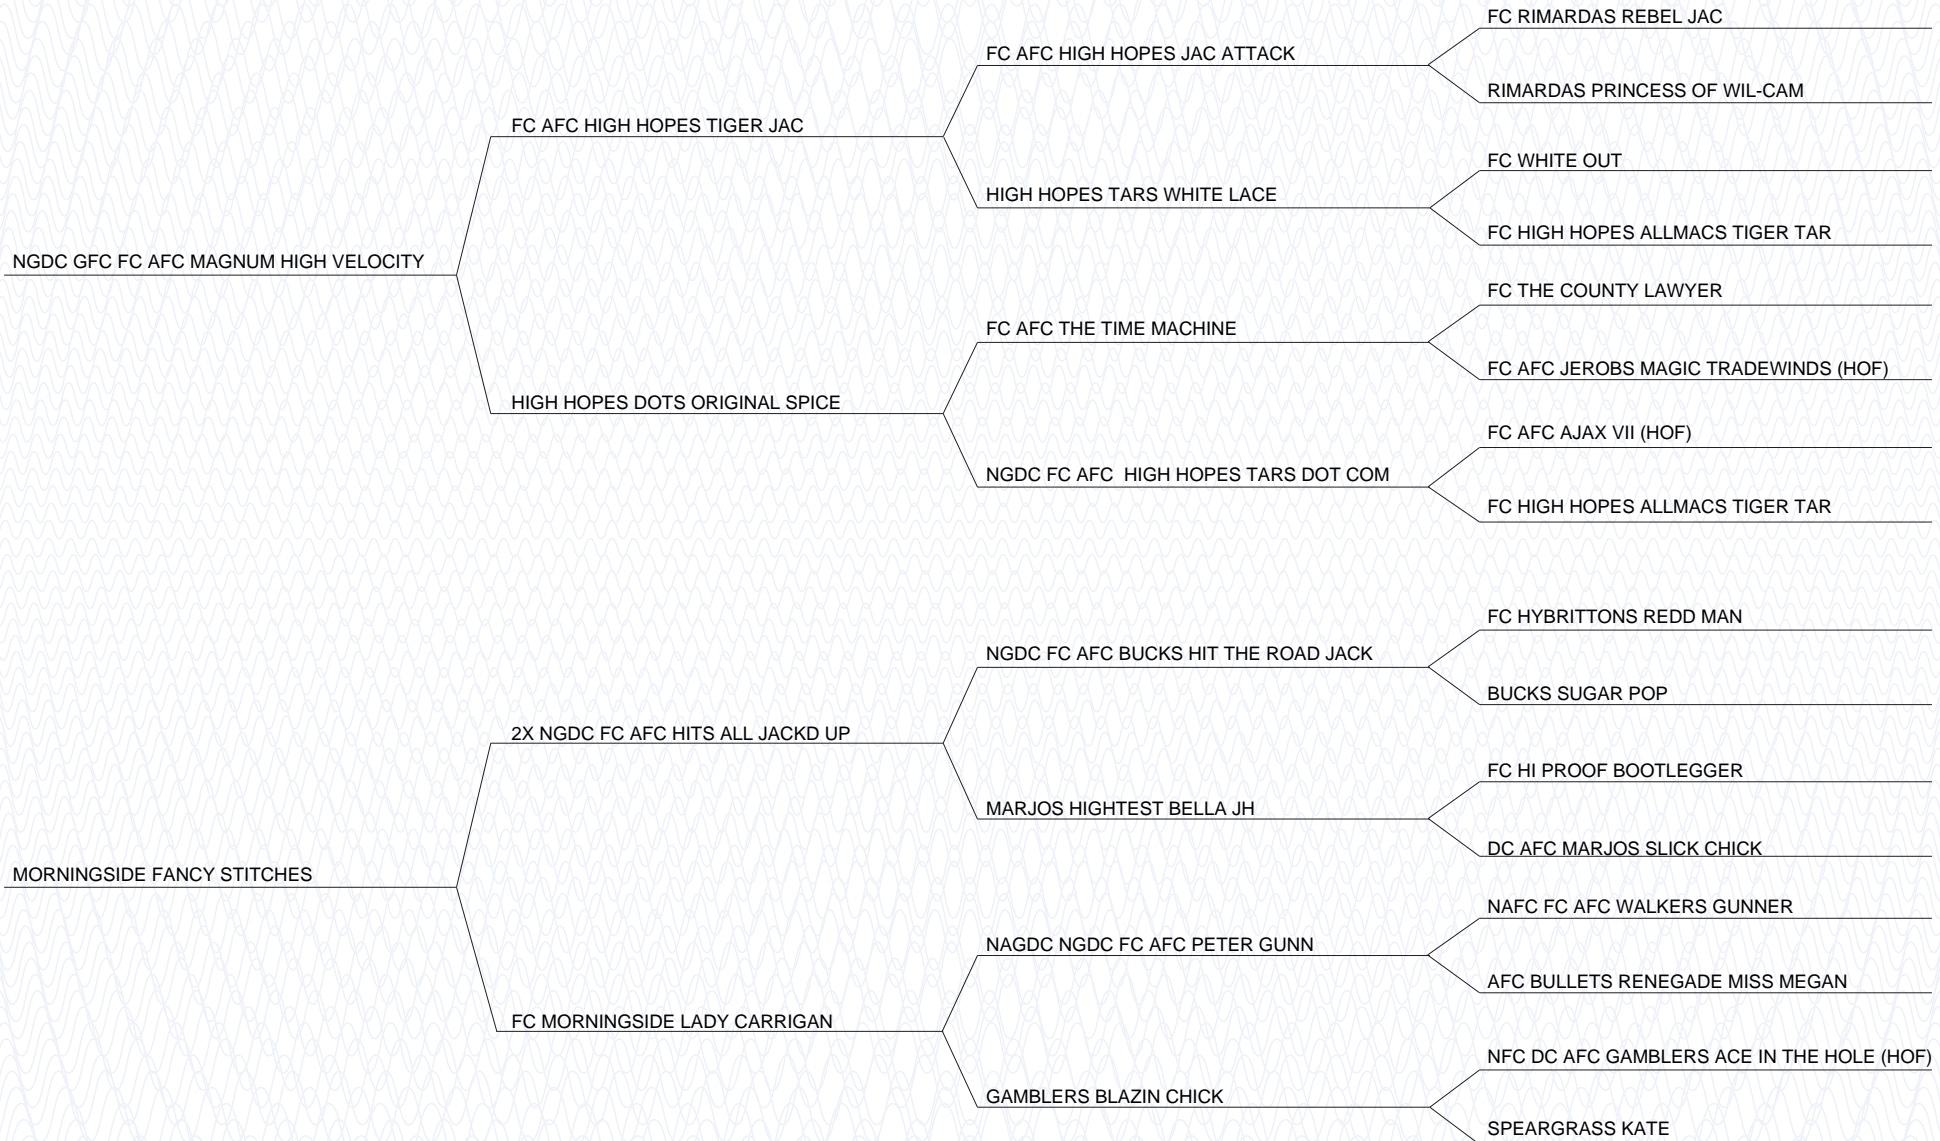 FC RIMARDAS REBEL JAC
FC AFC HIGH HOPES JAC ATTACK
RIMARDAS PRINCESS OF WIL-CAM
FC AFC HIGH HOPES TIGER JAC
FC WHITE OUT
HIGH HOPES TARS WHITE LACE
FC HIGH HOPES ALLMACS TIGER TAR
NGDC GFC FC AFC MAGNUM HIGH VELOCITY
FC THE COUNTY LAWYER
FC AFC THE TIME MACHINE
FC AFC JEROBS MAGIC TRADEWINDS (HOF)
HIGH HOPES DOTS ORIGINAL SPICE
FC AFC AJAX VII (HOF)
NGDC FC AFC  HIGH HOPES TARS DOT COM
FC HIGH HOPES ALLMACS TIGER TAR
FC HYBRITTONS REDD MAN
NGDC FC AFC BUCKS HIT THE ROAD JACK
BUCKS SUGAR POP
2X NGDC FC AFC HITS ALL JACKD UP
FC HI PROOF BOOTLEGGER
MARJOS HIGHTEST BELLA JH
DC AFC MARJOS SLICK CHICK
MORNINGSIDE FANCY STITCHES
NAFC FC AFC WALKERS GUNNER
NAGDC NGDC FC AFC PETER GUNN
AFC BULLETS RENEGADE MISS MEGAN
FC MORNINGSIDE LADY CARRIGAN
NFC DC AFC GAMBLERS ACE IN THE HOLE (HOF)
GAMBLERS BLAZIN CHICK
SPEARGRASS KATE